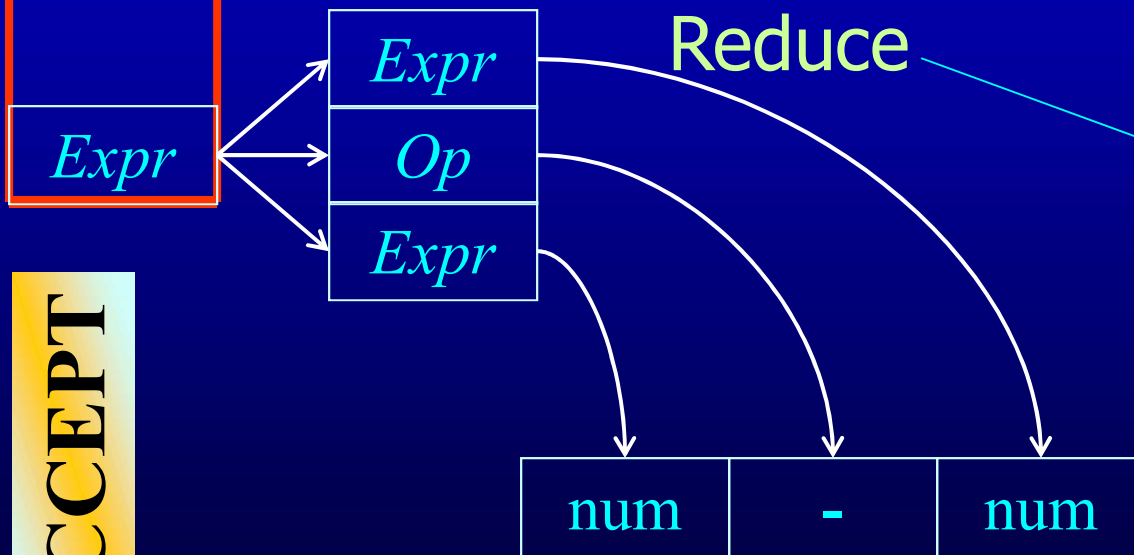 Reduce
Expr
Expr
Op
Expr
num - num
CCEPT